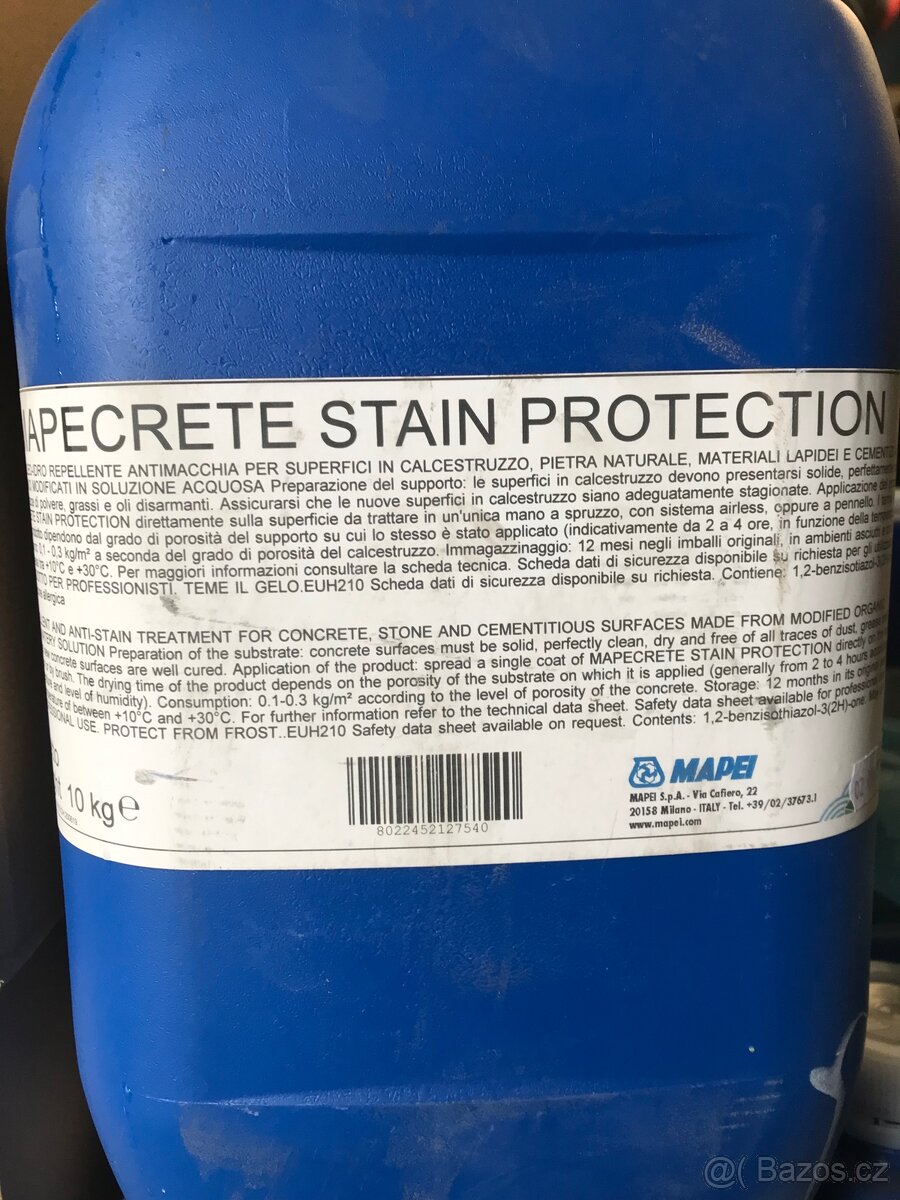 APECRETE STAIN PROTECTION
REPELLENTE ANTIMACCHIA PER SUPERFICI IN CALCESTRUZZO, PIETRA NATURALE, MATERIALI LAPIDEI E CEMENTIZI
MODIFICATI IN SOLUZIONE ACQUOSA Preparazione del supporto: le superfici in calcestruzzo devono presentarsi solide, perfettamente
di polvere, grassi e oli disarmanti. Assicurarsi che le nuove superfici in calcestruzzo siano adeguatamente stagionate. Applicazione
STAIN PROTECTION direttamente sulla superficie da trattare in un'unica mano a spruzzo, con sistema airless, oppure a pennello. I
dipendono dal grado di porosità del supporto su cui lo stesso è stato applicato (indicativamente da 2 a 4 ore, in funzione della
0.1-0.3 kg/m² a seconda del grado di porosità del calcestruzzo. Immagazzinaggio: 12 mesi negli imballi originali, in ambienti asciutti
+10°C e +30°C. Per maggiori informazioni consultare la scheda tecnica. Scheda dati di sicurezza disponibile su richiesta per gli
PER PROFESSIONISTI. TEME IL GELO.EUH210 Scheda dati di sicurezza disponibile su richiesta. Contiene: 1,2-benzisotiazol-3(2H)
allergica
AND ANTI-STAIN TREATMENT FOR CONCRETE, STONE AND CEMENTITIOUS SURFACES MADE FROM MODIFIED ORGANIC
SOLUTION Preparation of the substrate: concrete surfaces must be solid, perfectly clean, dry and free of all traces of dust, grease
concrete surfaces are well cured. Application of the product: spread a single coat of MAPECRETE STAIN PROTECTION directly on
by brush. The drying time of the product depends on the porosity of the substrate on which it is applied (generally from 2 to 4 hours
and level of humidity). Consumption: 0.1-0.3 kg/m² according to the level of porosity of the concrete. Storage: 12 months in its original
of between +10°C and +30°C. For further information refer to the technical data sheet. Safety data sheet available for professional
USE. PROTECT FROM FROST..EUH210 Safety data sheet available on request. Contents: 1,2-benzisothiazol-3(2H)-one. May
10 kg e
8022452127540
MAPEI
MAPEI S.p.A. - Via Cafiero, 22
20158 Milano - ITALY - Tel. +39/02/37673.1
www.mapei.com
@( Bazos.cz